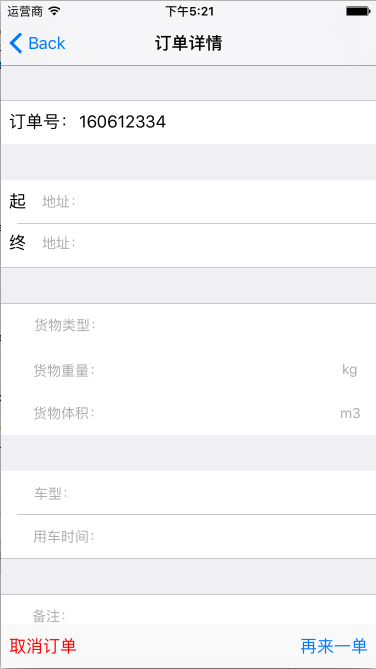 运营商 下午5:21
Back 订单详情
订单号：160612334
起 地址：
终 地址：
货物类型：
货物重量： kg
货物体积： m3
车型：
用车时间：
备注：
取消订单 再来一单